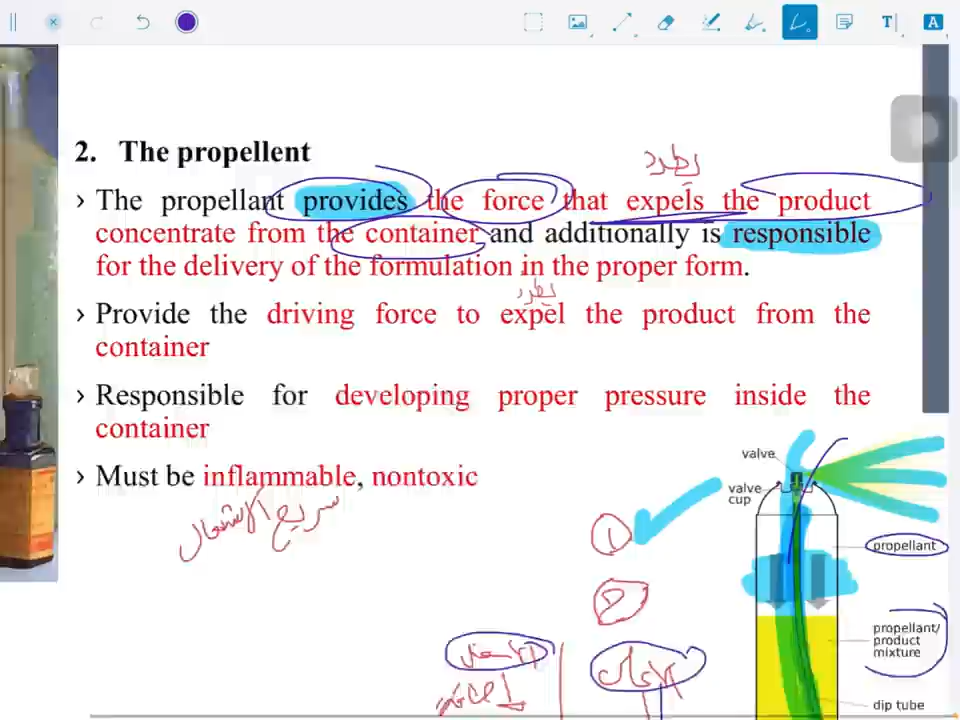 2. The propellent
يطرد
› The propellant provides the force that expels the product
concentrate from the container and additionally is responsible
for the delivery of the formulation in the proper form.
يطرد
› Provide the driving force to expel the product from the
container
› Responsible for developing proper pressure inside the
container
› Must be inflammable, nontoxic
سريع الاشتعال
valve
valve
cup
propellant
propellant/
product
mixture
dip tube
1
2